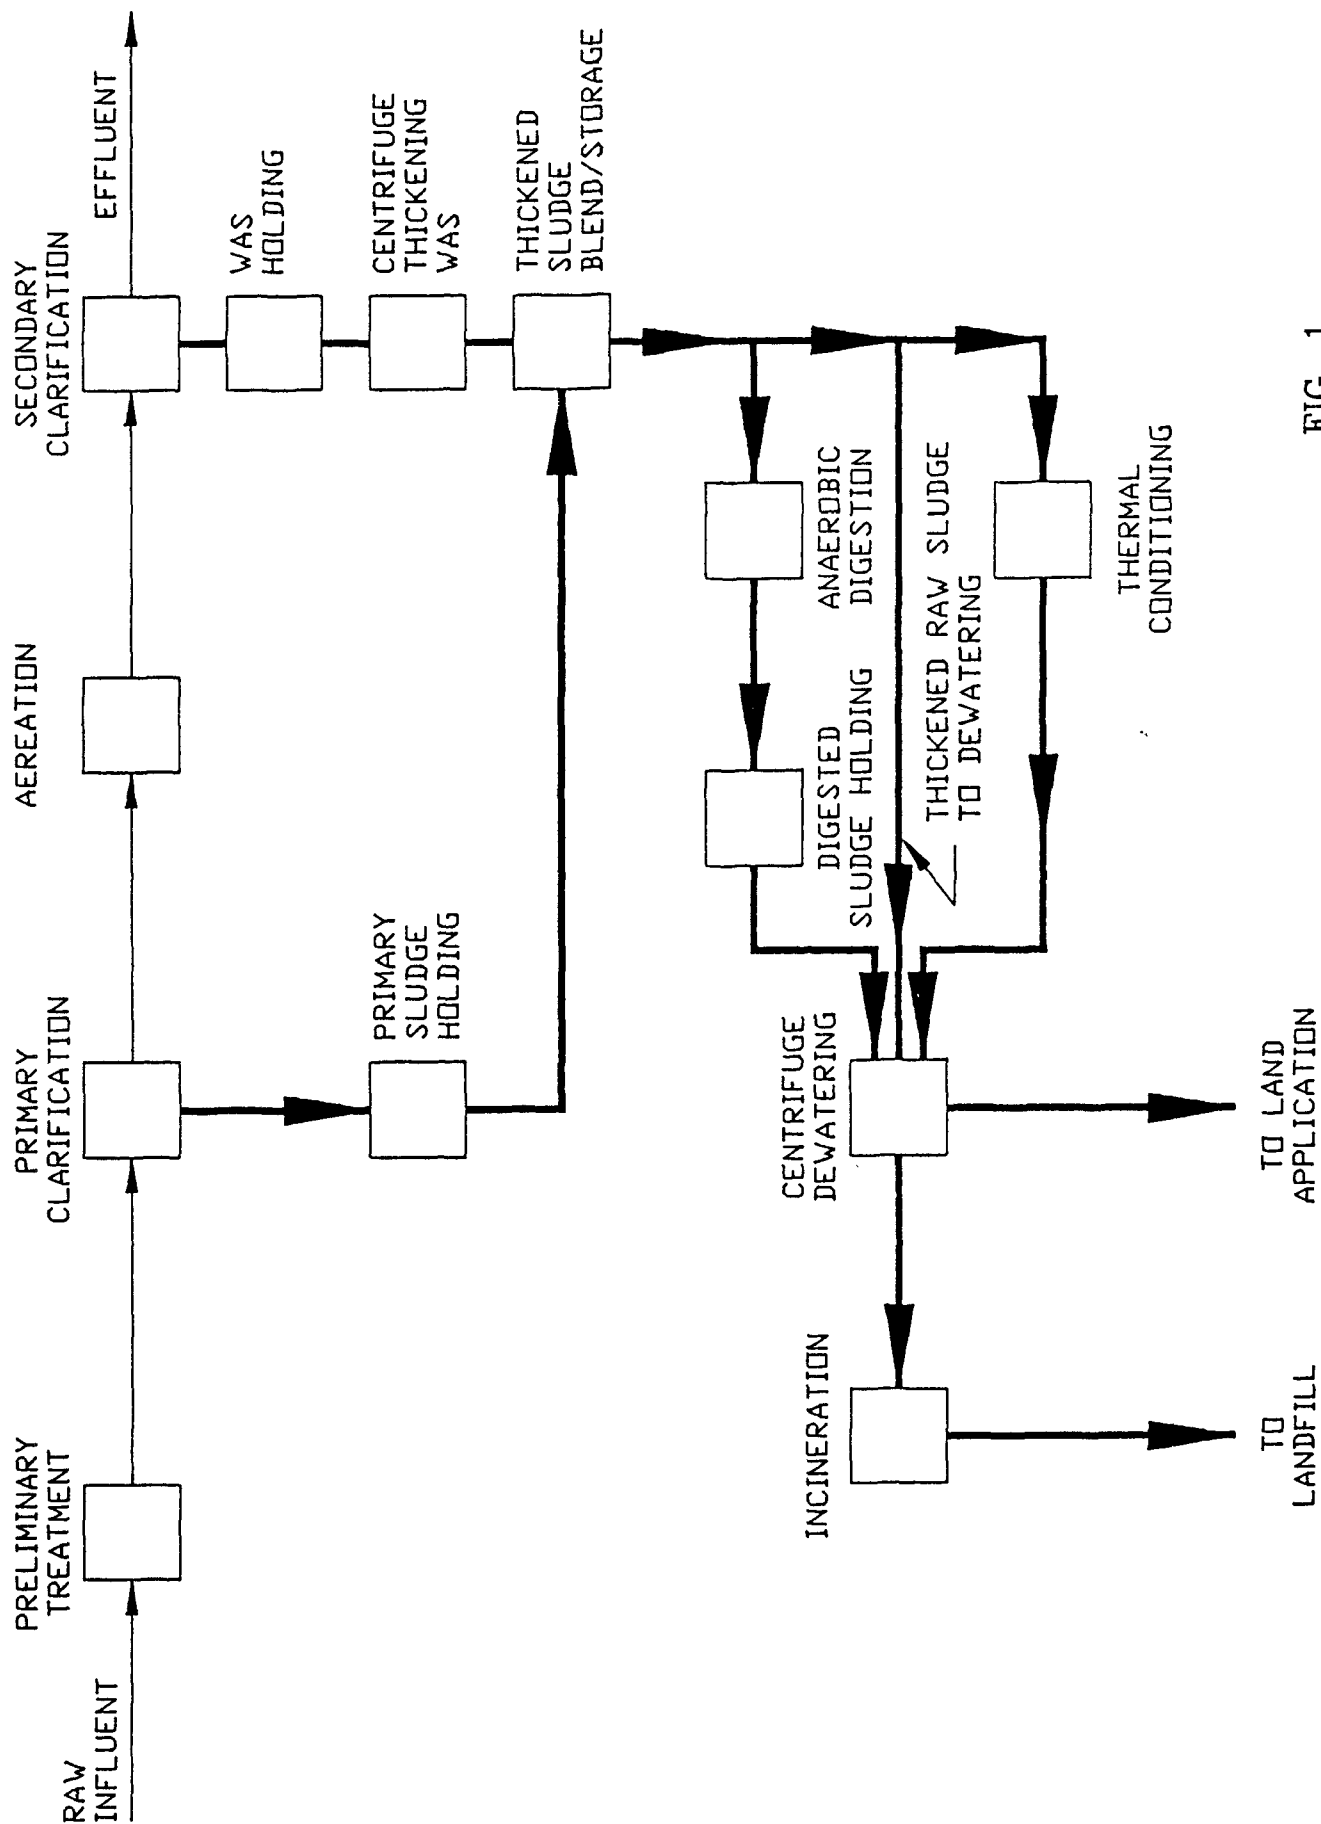 RAW
INFLUENT
PRELIMINARY
TREATMENT
PRIMARY
CLARIFICATION
AEREATION
SECONDARY
CLARIFICATION
EFFLUENT
WAS
HOLDING
PRIMARY
SLUDGE
HOLDING
CENTRIFUGE
THICKENING
WAS
THICKENED
SLUDGE
BLEND/STORAGE
ANAEROBIC
DIGESTION
DIGESTED
SLUDGE HOLDING
THICKENED RAW SLUDGE
TO DEWATERING
THERMAL
CONDITIONING
CENTRIFUGE
DEWATERING
INCINERATION
TO LAND
APPLICATION
TO
LANDFILL
FIG. 1